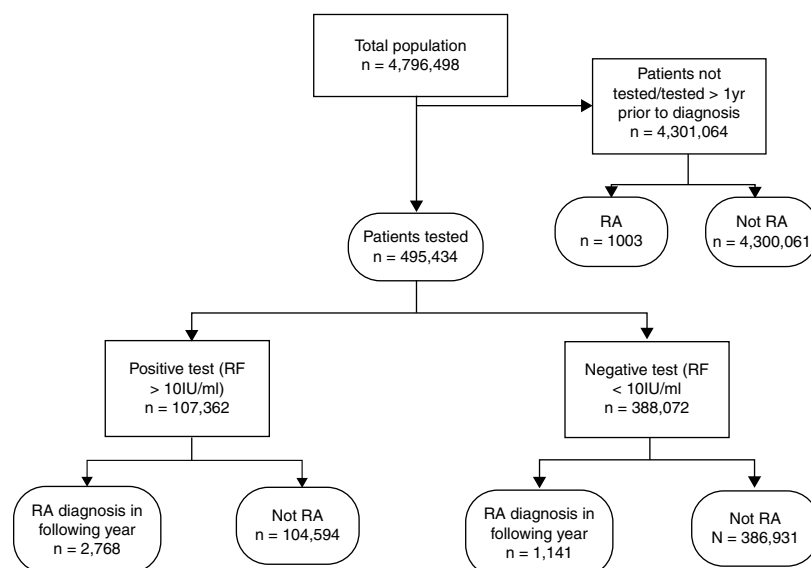 Total population
n = 4,796,498
Patients not
tested/tested > 1yr
prior to diagnosis
n = 4,301,064
RA
n = 1003
Not RA
n = 4,300,061
Patients tested
n = 495,434
Positive test (RF
> 10IU/ml)
n = 107,362
Negative test (RF
< 10IU/ml
n = 388,072
RA diagnosis in
following year
n = 2,768
Not RA
n = 104,594
RA diagnosis in
following year
n = 1,141
Not RA
N = 386,931